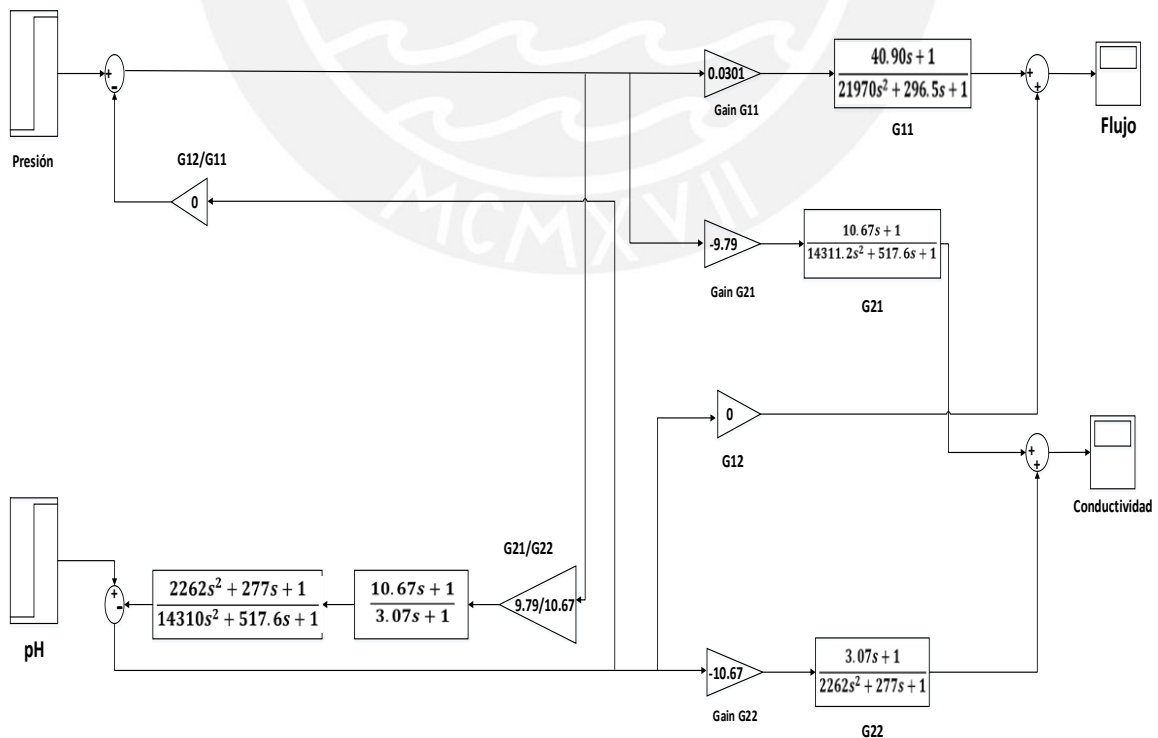 Presión
+
-
G12/G11
0
0.0301
Gain G11
40.90s + 1
21970s² + 296.5s + 1
G11
+
+
Flujo
MCMXVII
-9.79
Gain G21
10.67s + 1
14311.2s² + 517.6s + 1
G21
0
G12
+
+
Conductividad
pH
+
-
2262s² + 277s + 1
14310s² + 517.6s + 1
10.67s + 1
3.07s + 1
G21/G22
9.79/10.67
-10.67
Gain G22
3.07s + 1
2262s² + 277s + 1
G22